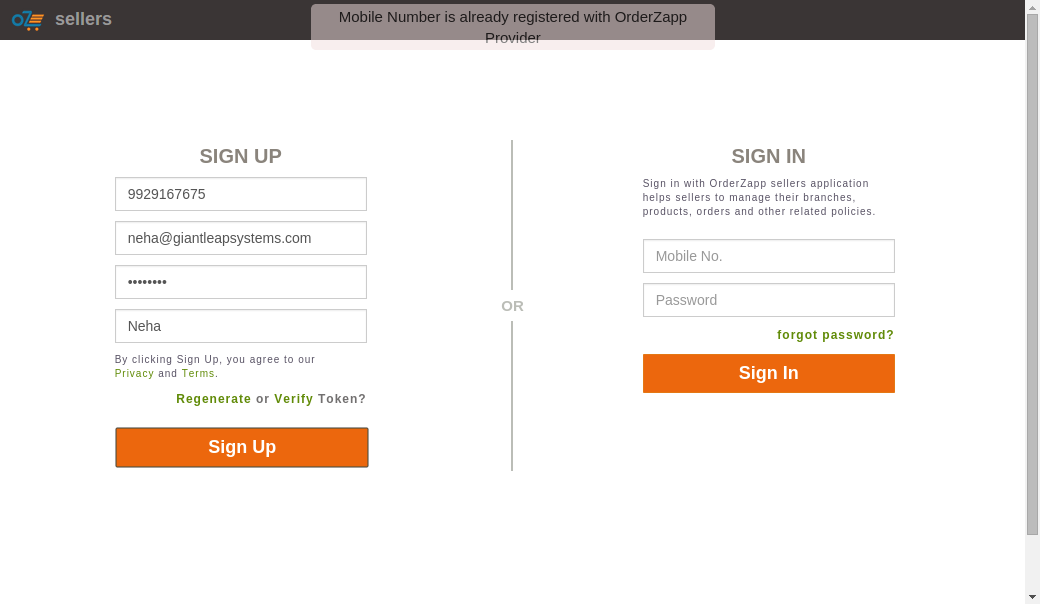 OZ sellers
Mobile Number is already registered with OrderZapp
Provider
SIGN UP
9929167675
neha@giantleapsystems.com
••••••••
Neha
By clicking Sign Up, you agree to our
Privacy and Terms.
Regenerate or Verify Token?
Sign Up
OR
SIGN IN
Sign in with OrderZapp sellers application
helps sellers to manage their branches,
products, orders and other related policies.
Mobile No.
Password
forgot password?
Sign In